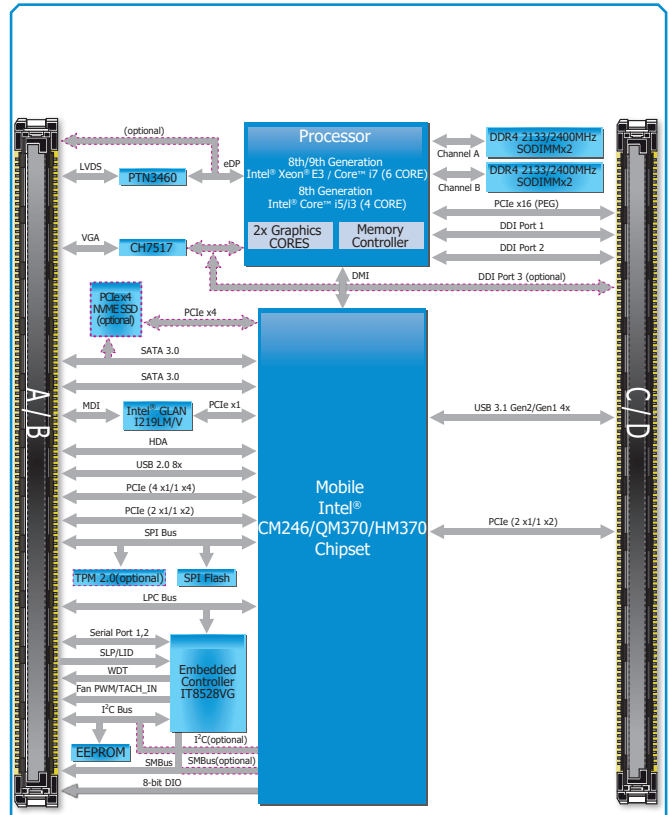 (optional)
LVDS
PTN3460
eDP
Processor
8th/9th Generation
Intel® Xeon® E3 / Core™ i7 (6 CORE)
8th Generation
Intel® Core™ i5/i3 (4 CORE)
2x Graphics
CORES
Memory
Controller
Channel A
DDR4 2133/2400MHz
SODIMMx2
Channel B
DDR4 2133/2400MHz
SODIMMx2
PCIe x16 (PEG)
DDI Port 1
DDI Port 2
VGA
CH7517
DMI
DDI Port 3 (optional)
PCIe x4
NVME SSD
(optional)
PCIe x4
SATA 3.0
SATA 3.0
MDI
Intel® GLAN
I219LM/V
PCIe x1
USB 3.1 Gen2/Gen1 4x
A/B
C/D
HDA
USB 2.0 8x
PCIe (4 x1/1 x4)
PCIe (2 x1/1 x2)
SPI Bus
Mobile
Intel®
CM246/QM370/HM370
Chipset
PCIe (2 x1/1 x2)
TPM 2.0(optional)
SPI Flash
LPC Bus
Serial Port 1,2
SLP/LID
WDT
Fan PWM/TACH_IN
I²C Bus
Embedded
Controller
IT8528VG
EEPROM
I²C(optional)
SMBus
SMBus(optional)
8-bit DIO